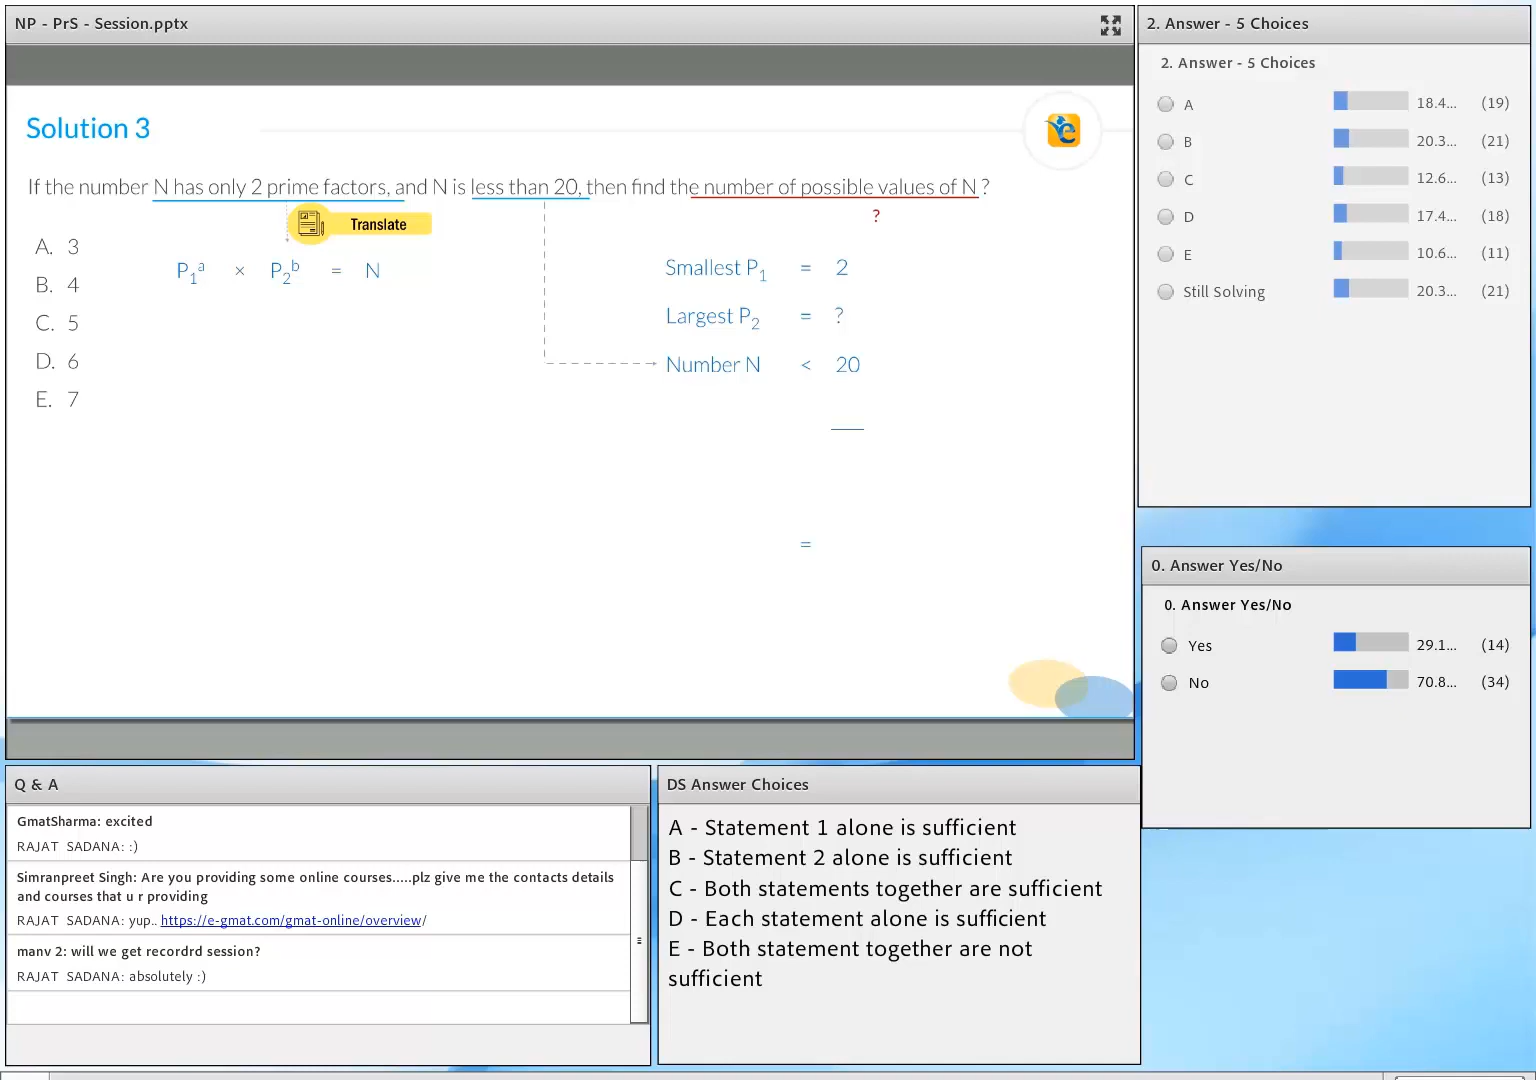 NP - PrS - Session.pptx
Solution 3
If the number N has only 2 prime factors, and N is less than 20, then find the number of possible values of N ?
Translate
?
A. 3
B. 4
C. 5
D. 6
E. 7
P1^a × P2^b = N
Smallest P1 = 2
Largest P2 = ?
Number N < 20
=
2. Answer - 5 Choices
2. Answer - 5 Choices
A 18.4... (19)
B 20.3... (21)
C 12.6... (13)
D 17.4... (18)
E 10.6... (11)
Still Solving 20.3... (21)
0. Answer Yes/No
0. Answer Yes/No
Yes 29.1... (14)
No 70.8... (34)
Q & A
GmatSharma: excited
RAJAT SADANA: :)
Simranpreet Singh: Are you providing some online courses.....plz give me the contacts details
and courses that u r providing
RAJAT SADANA: yup.. https://e-gmat.com/gmat-online/overview/
manv 2: will we get recordrd session?
RAJAT SADANA: absolutely :)
DS Answer Choices
A - Statement 1 alone is sufficient
B - Statement 2 alone is sufficient
C - Both statements together are sufficient
D - Each statement alone is sufficient
E - Both statement together are not
sufficient